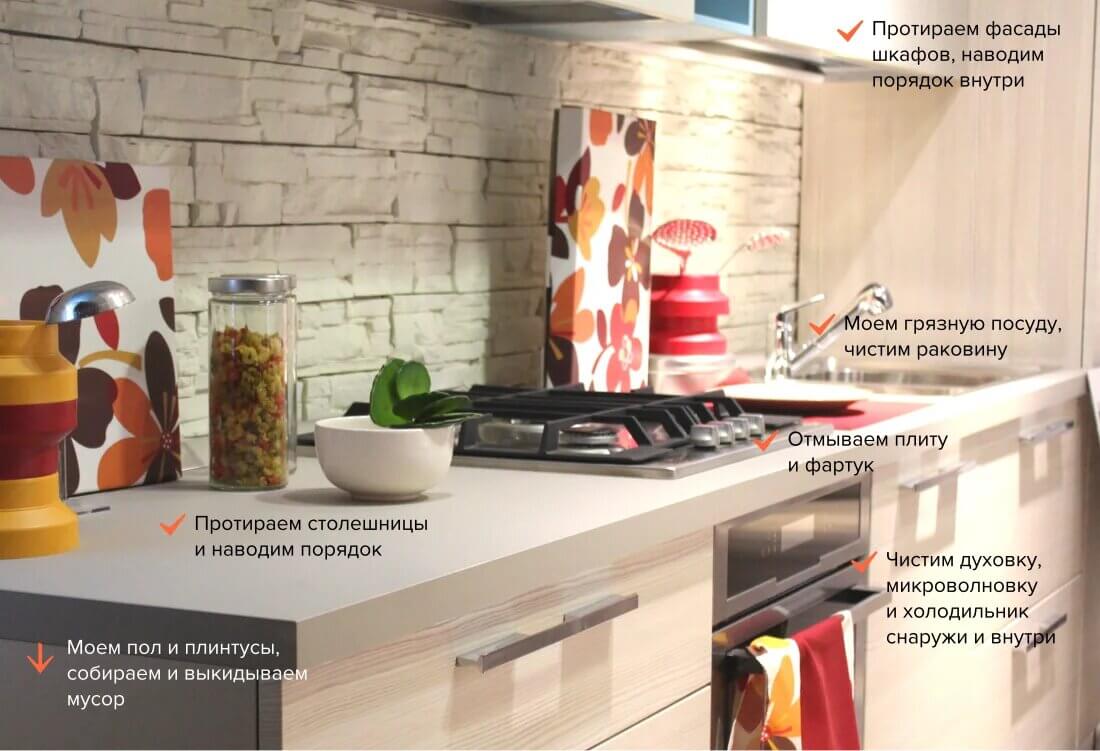 Протираем фасады
шкафов, наводим
порядок внутри
Моем грязную посуду,
чистим раковину
Отмываем плиту
и фартук
Протираем столешницы
и наводим порядок
Чистим духовку,
микроволновку
и холодильник
снаружи и внутри
Моем пол и плинтусы,
собираем и выкидываем
мусор